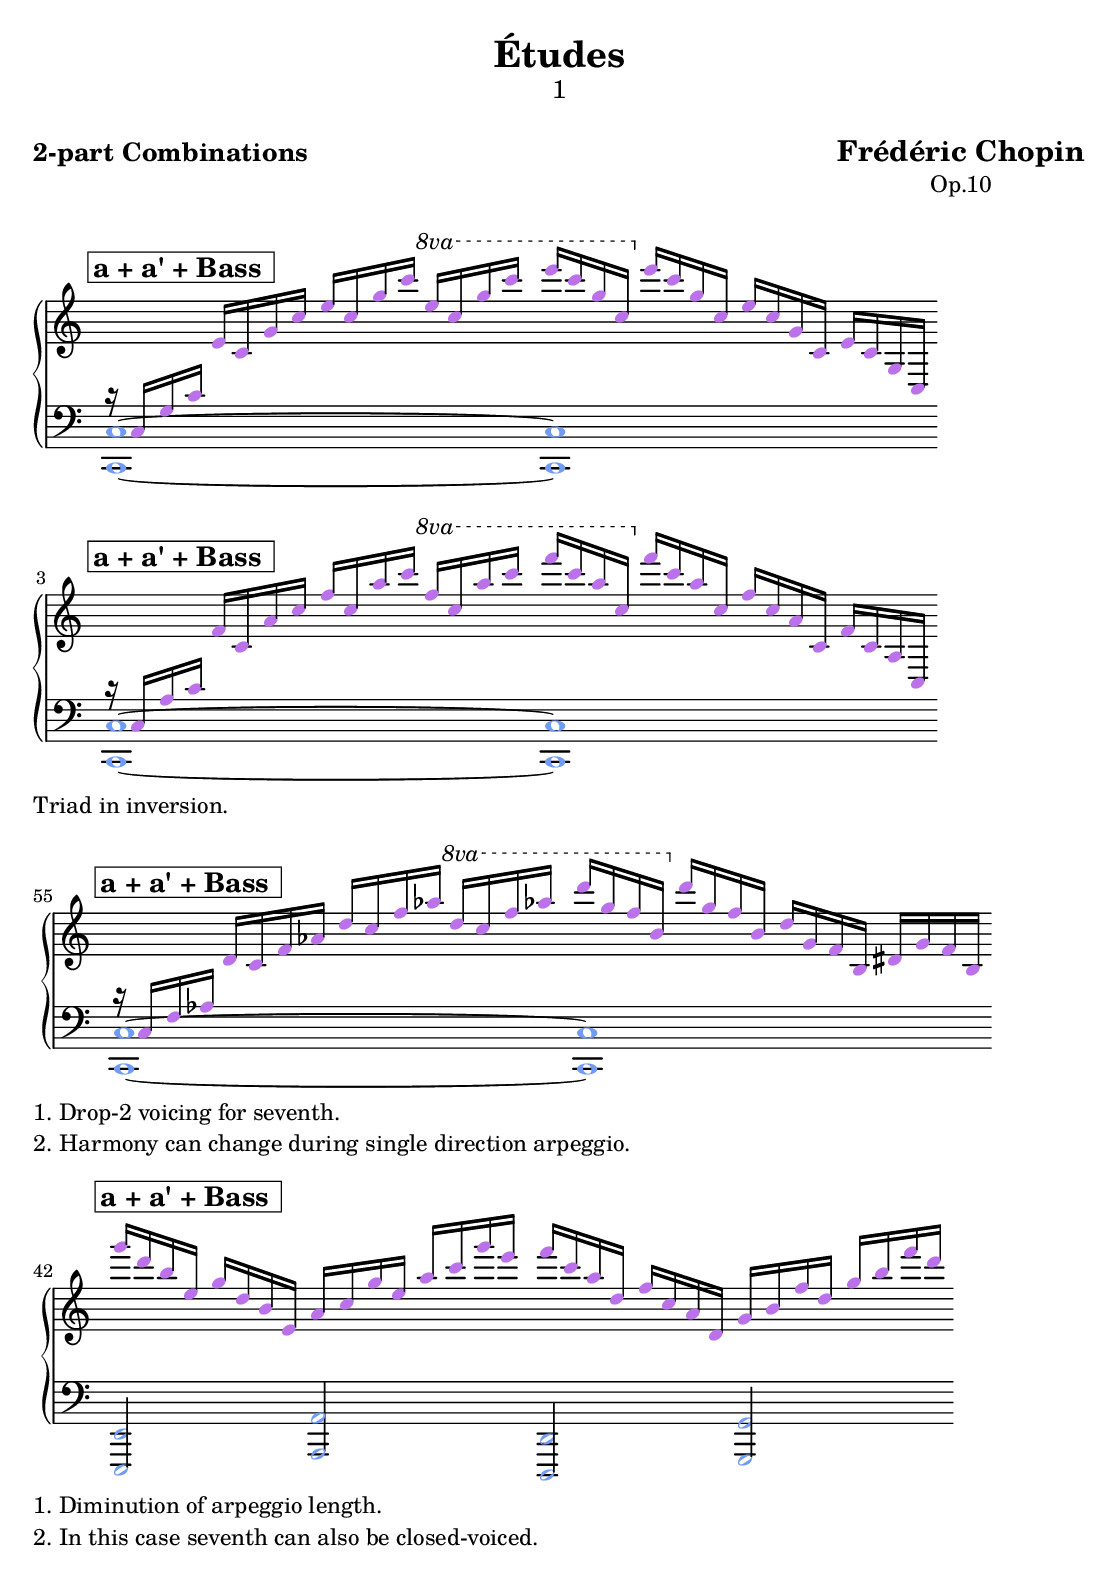 Études
1
2-part Combinations
Frédéric Chopin
Op.10
8va
a + a' + Bass
8va
a + a' + Bass
3
Triad in inversion.
8va
a + a' + Bass
55
1. Drop-2 voicing for seventh.
2. Harmony can change during single direction arpeggio.
a + a' + Bass
42
1. Diminution of arpeggio length.
2. In this case seventh can also be closed-voiced.